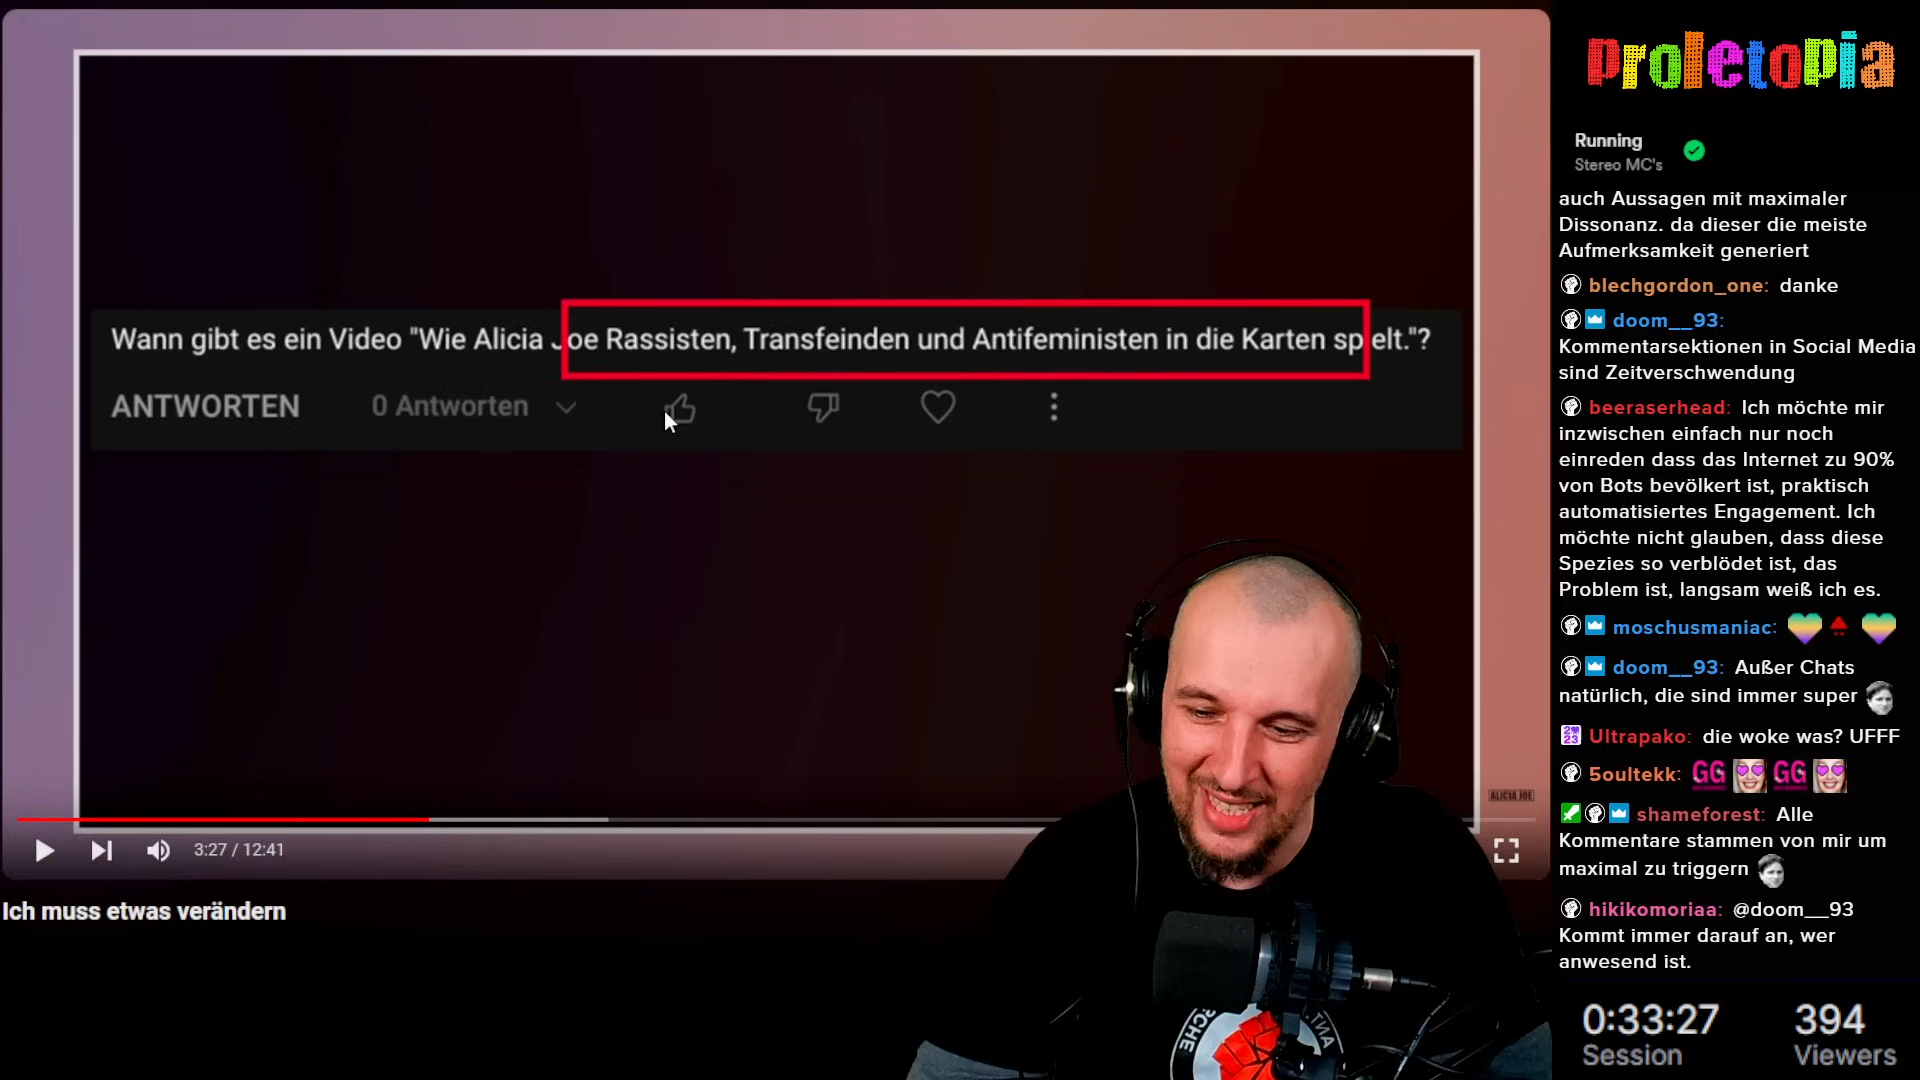 Wann gibt es ein Video "Wie Alicia Joe Rassisten, Transfeinden und Antifeministen in die Karten spielt."?
ANTWORTEN
0 Antworten
ALICIA JOE
3:27 / 12:41
Ich muss etwas verändern
Proletopia
Running
Stereo MC's
auch Aussagen mit maximaler
Dissonanz. da dieser die meiste
Aufmerksamkeit generiert
blechgordon_one: danke
doom__93:
Kommentarsektionen in Social Media
sind Zeitverschwendung
beeraserhead: Ich möchte mir
inzwischen einfach nur noch
einreden dass das Internet zu 90%
von Bots bevölkert ist, praktisch
automatisiertes Engagement. Ich
möchte nicht glauben, dass diese
Spezies so verblödet ist, das
Problem ist, langsam weiß ich es.
moschusmaniac:
doom__93: Außer Chats
natürlich, die sind immer super
Ultrapako: die woke was? UFFF
5oultekk: GG GG
shameforest: Alle
Kommentare stammen von mir um
maximal zu triggern
hikikomoriaa: @doom__93
Kommt immer darauf an, wer
anwesend ist.
0:33:27
Session
394
Viewers